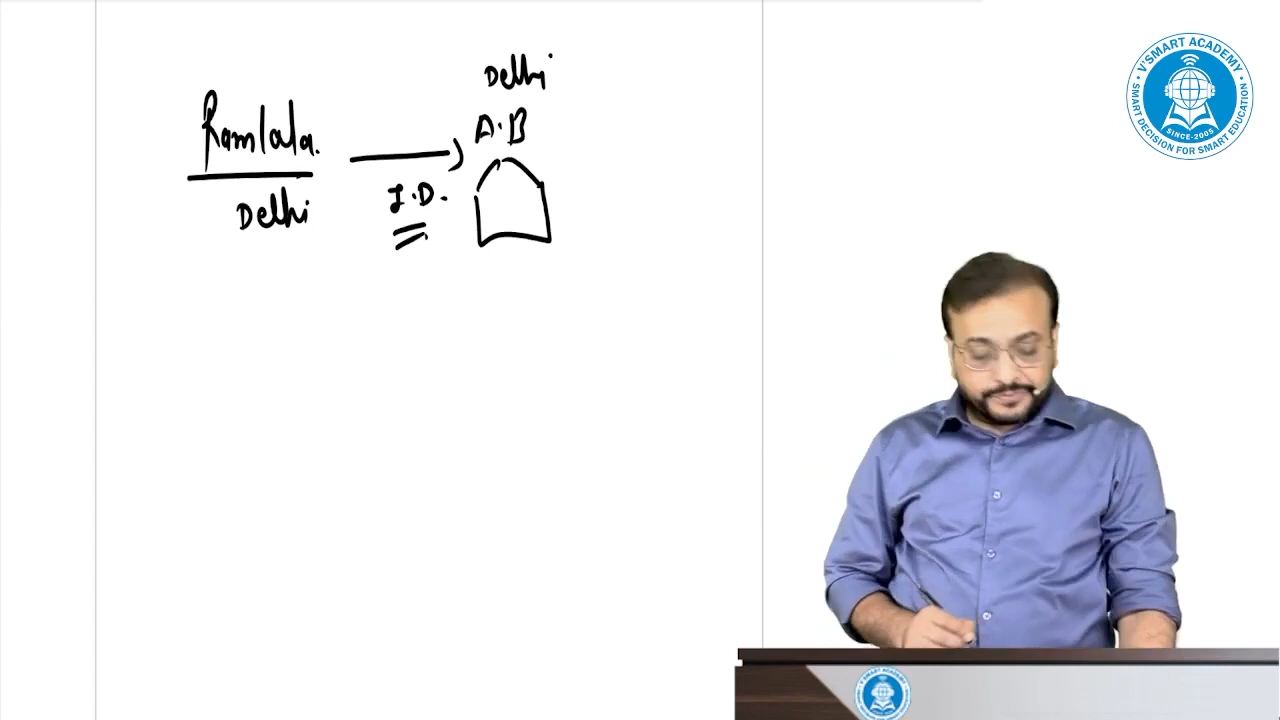 Delhi
A.B
Ramlala.
Delhi
I.D.
V'SMART ACADEMY
SMART DECISION FOR SMART EDUCATION
SINCE-2005